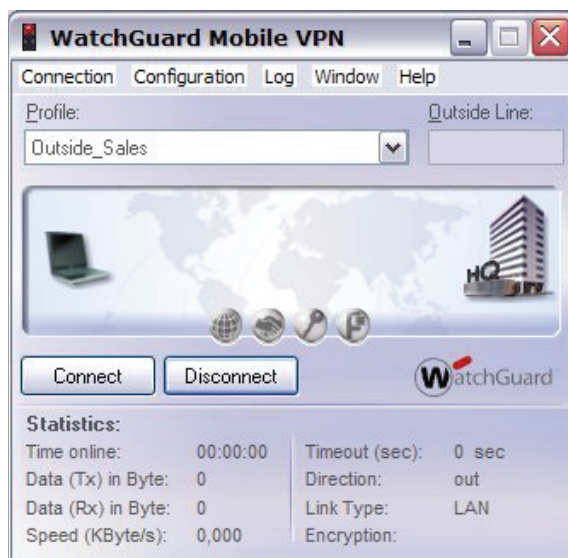 WatchGuard Mobile VPN
Connection Configuration Log Window Help
Profile: Outside Line:
Outside_Sales
HQ
Connect Disconnect WatchGuard
Statistics:
Time online: 00:00:00 Timeout (sec): 0 sec
Data (Tx) in Byte: 0 Direction: out
Data (Rx) in Byte: 0 Link Type: LAN
Speed (KByte/s): 0,000 Encryption: